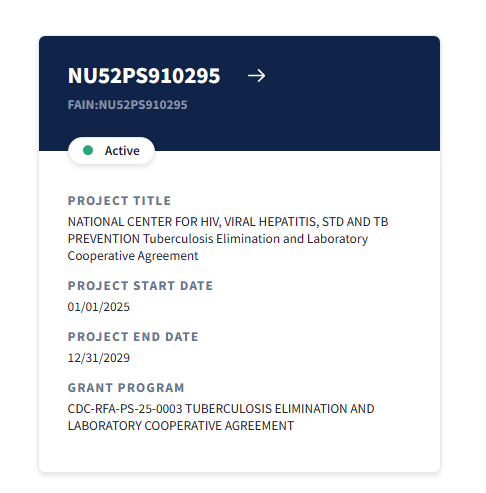 NU52PS910295 →
FAIN:NU52PS910295
Active
PROJECT TITLE
NATIONAL CENTER FOR HIV, VIRAL HEPATITIS, STD AND TB
PREVENTION Tuberculosis Elimination and Laboratory
Cooperative Agreement
PROJECT START DATE
01/01/2025
PROJECT END DATE
12/31/2029
GRANT PROGRAM
CDC-RFA-PS-25-0003 TUBERCULOSIS ELIMINATION AND
LABORATORY COOPERATIVE AGREEMENT